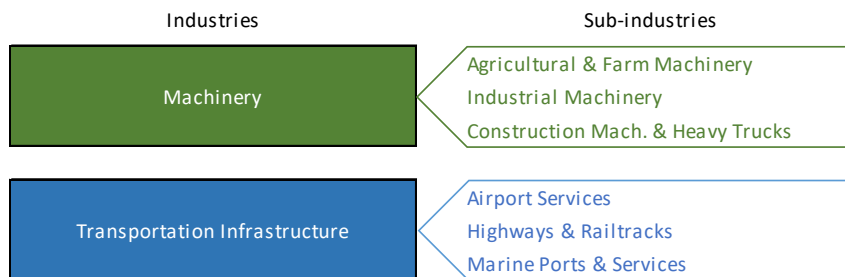 Industries
Sub-industries
Machinery
Agricultural & Farm Machinery
Industrial Machinery
Construction Mach. & Heavy Trucks
Transportation Infrastructure
Airport Services
Highways & Railtracks
Marine Ports & Services